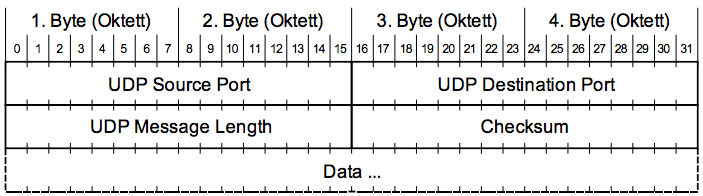 1. Byte (Oktett) 2. Byte (Oktett) 3. Byte (Oktett) 4. Byte (Oktett)
0 1 2 3 4 5 6 7 8 9 10 11 12 13 14 15 16 17 18 19 20 21 22 23 24 25 26 27 28 29 30 31
UDP Source Port UDP Destination Port
UDP Message Length Checksum
Data ...